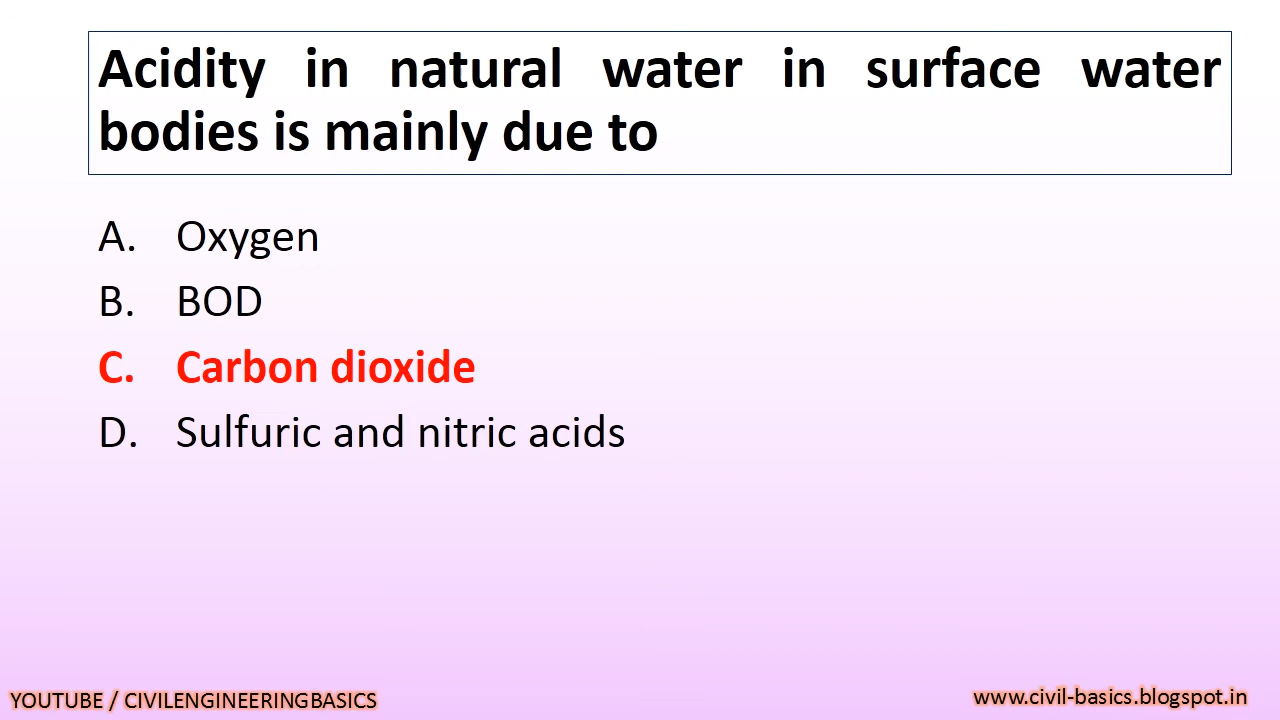 Acidity in natural water in surface water
bodies is mainly due to
A. Oxygen
B. BOD
C. Carbon dioxide
D. Sulfuric and nitric acids
YOUTUBE / CIVILENGINEERINGBASICS
www.civil-basics.blogspot.in